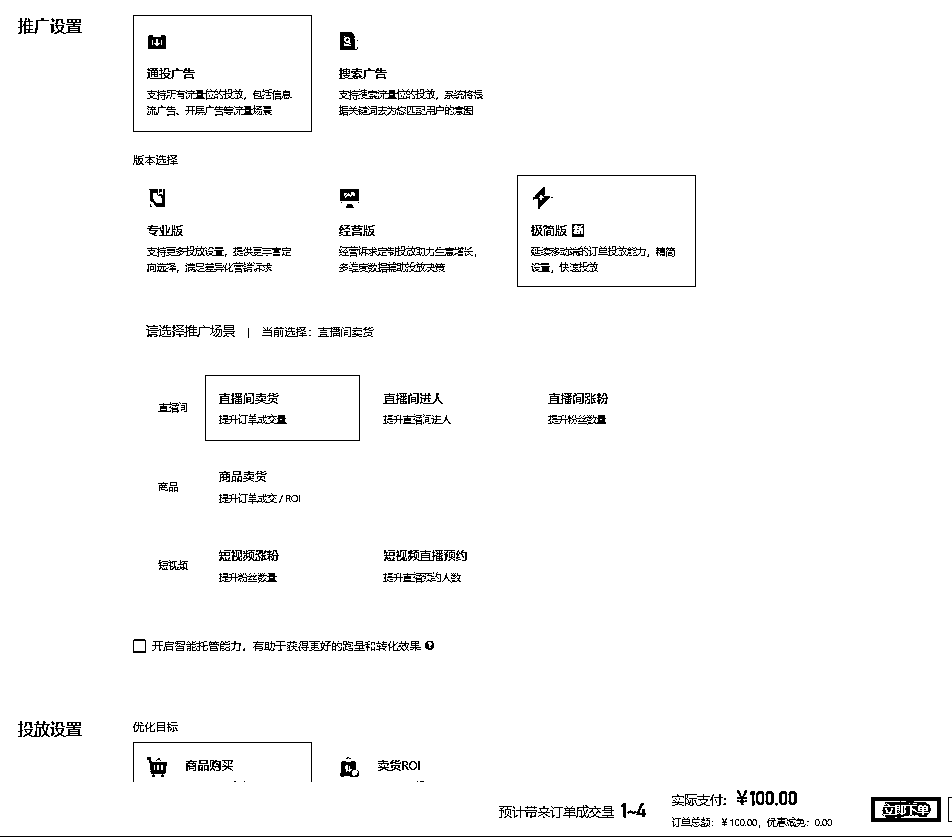 推广设置
通投广告
支持所有流量位的投放，包括信息
流广告、开屏广告等流量场景
搜索广告
支持搜索流量位的投放，系统将根
据关键词去为您匹配用户的意图
版本选择
专业版
支持更多投放设置，提供更丰富定
向选择，满足差异化营销诉求
经营版
经营诉求定制投放助力生意增长，
多维度数据辅助投放决策
极简版 新
延续移动端的订单投放能力，精简
设置，快速投放
请选择推广场景 | 当前选择：直播间卖货
直播间
直播间卖货
提升订单成交量
直播间进人
提升直播间进人
直播间涨粉
提升粉丝数量
商品
商品卖货
提升订单成交 / ROI
短视频
短视频涨粉
提升粉丝数量
短视频直播预约
提升直播预约人数
开启智能托管能力，有助于获得更好的跑量和转化效果
投放设置
优化目标
商品购买
卖货ROI
预计带来订单成交量 1~4
实际支付：¥100.00
订单总额：¥100.00，优惠减免：0.00
立即下单